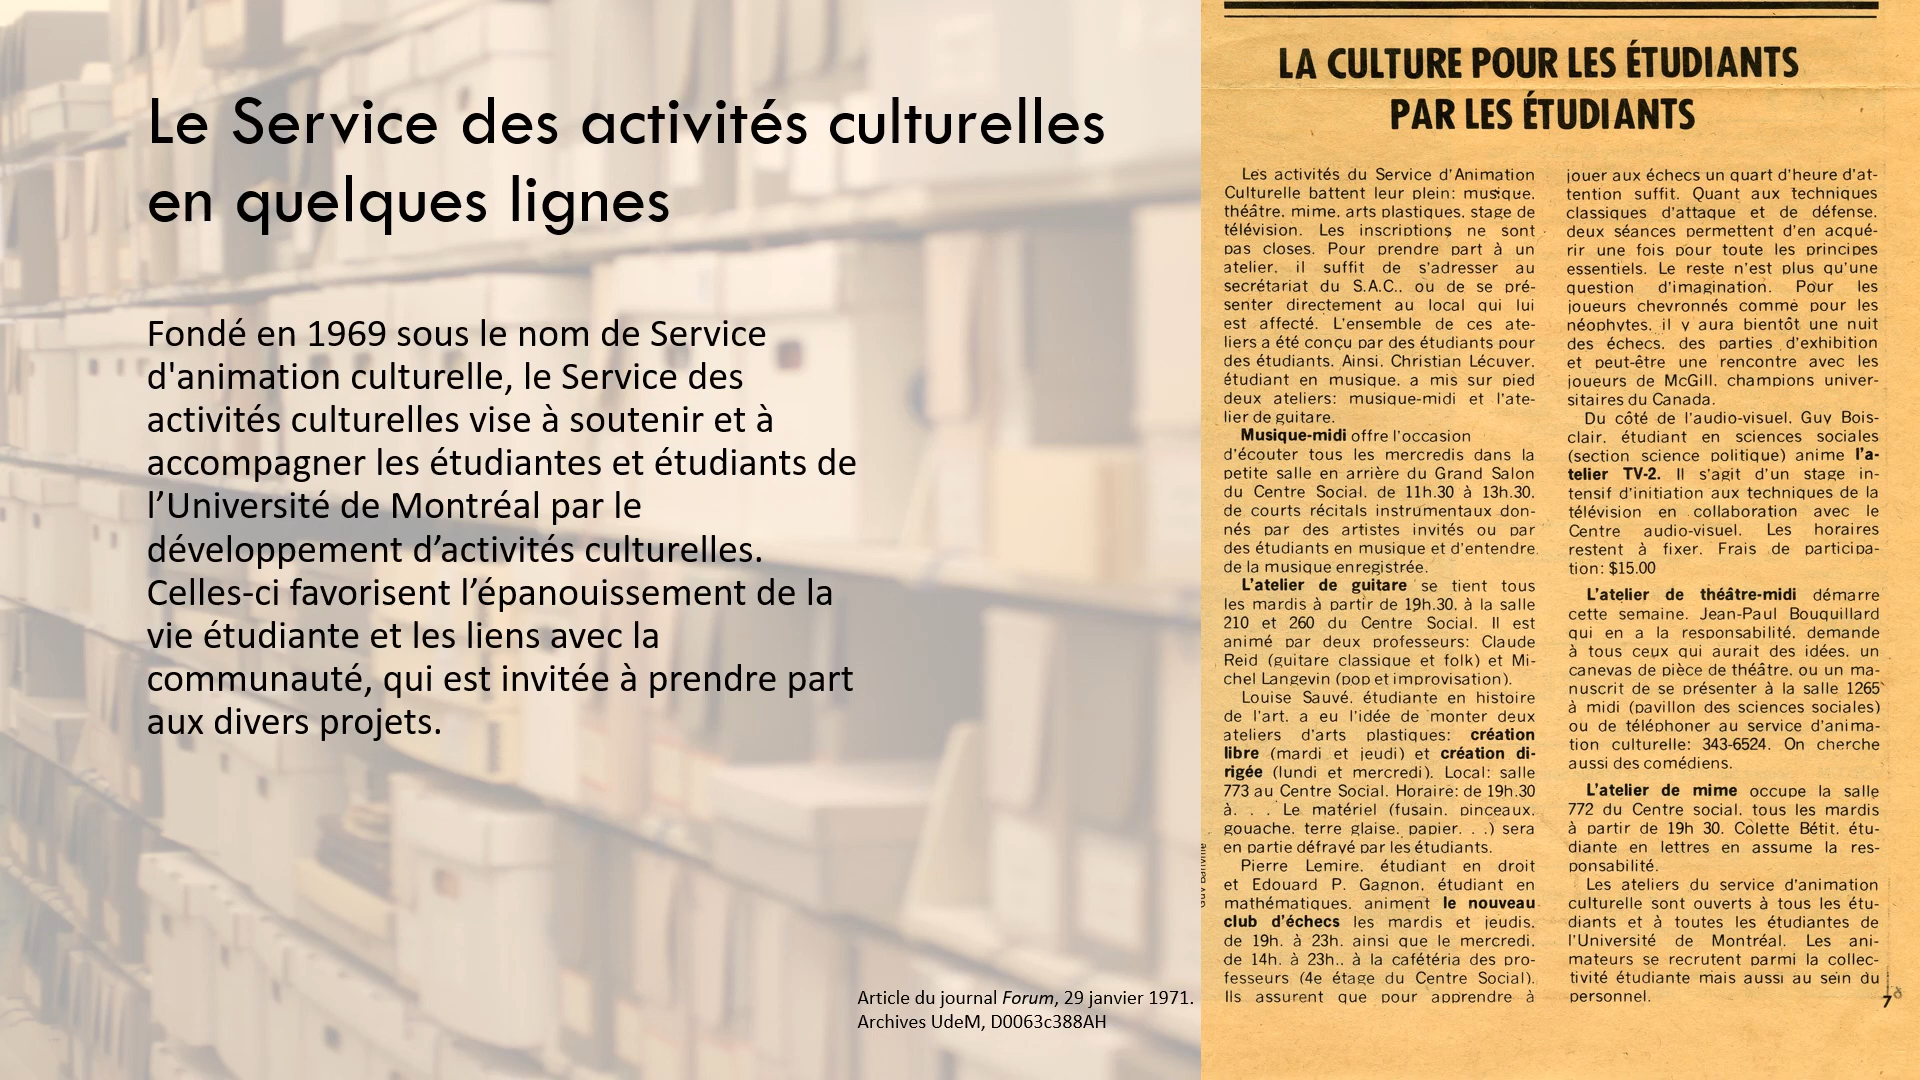 Le Service des activités culturelles
en quelques lignes
Fondé en 1969 sous le nom de Service
d'animation culturelle, le Service des
activités culturelles vise à soutenir et à
accompagner les étudiantes et étudiants de
l’Université de Montréal par le
développement d’activités culturelles.
Celles-ci favorisent l’épanouissement de la
vie étudiante et les liens avec la
communauté, qui est invitée à prendre part
aux divers projets.
Article du journal Forum, 29 janvier 1971.
Archives UdeM, D0063c388AH
LA CULTURE POUR LES ÉTUDIANTS
PAR LES ÉTUDIANTS
Les activités du Service d'Animation
Culturelle battent leur plein: musique,
théâtre, mime, arts plastiques, stage de
télévision. Les inscriptions ne sont
pas closes. Pour prendre part à un
atelier, il suffit de s'adresser au
secrétariat du S.A.C., ou de se pré-
senter directement au local qui lui
est affecté. L'ensemble de ces ate-
liers a été conçu par des étudiants pour
des étudiants. Ainsi, Christian Lécuyer,
étudiant en musique, a mis sur pied
deux ateliers: musique-midi et l'ate-
lier de guitare.
Musique-midi offre l'occasion
d'écouter tous les mercredis dans la
petite salle en arrière du Grand Salon
du Centre Social, de 11h.30 à 13h.30,
de courts récitals instrumentaux don-
nés par des artistes invités ou par
des étudiants en musique et d'entendre
de la musique enregistrée.
L'atelier de guitare se tient tous
les mardis à partir de 19h.30, à la salle
210 et 260 du Centre Social. Il est
animé par deux professeurs: Claude
Reid (guitare classique et folk) et Mi-
chel Langevin (pop et improvisation).
Louise Sauvé, étudiante en histoire
de l'art, a eu l'idée de monter deux
ateliers d'arts plastiques: création
libre (mardi et jeudi) et création di-
rigée (lundi et mercredi). Local: salle
773 au Centre Social. Horaire: de 19h.30
à. . . Le matériel (fusain, pinceaux,
gouache, terre glaise, papier. . .) sera
en partie défrayé par les étudiants.
Pierre Lemire, étudiant en droit
et Edouard P. Gagnon, étudiant en
mathématiques, animent le nouveau
club d'échecs les mardis et jeudis,
de 19h. à 23h. ainsi que le mercredi,
de 14h. à 23h., à la cafétéria des pro-
fesseurs (4e étage du Centre Social).
Ils assurent que pour apprendre à
jouer aux échecs un quart d'heure d'at-
tention suffit. Quant aux techniques
classiques d'attaque et de défense,
deux séances permettent d'en acqué-
rir une fois pour toute les principes
essentiels. Le reste n'est plus qu'une
question d'imagination. Pour les
joueurs chevronnés comme pour les
néophytes, il y aura bientôt une nuit
des échecs, des parties d'exhibition
et peut-être une rencontre avec les
joueurs de McGill, champions univer-
sitaires du Canada.
Du côté de l'audio-visuel, Guy Bois-
clair, étudiant en sciences sociales
(section science politique) anime l'a-
telier TV-2. Il s'agit d'un stage in-
tensif d'initiation aux techniques de la
télévision en collaboration avec le
Centre audio-visuel. Les horaires
restent à fixer. Frais de participa-
tion: $15.00
L'atelier de théâtre-midi démarre
cette semaine. Jean-Paul Bouquillard
qui en a la responsabilité, demande
à tous ceux qui aurait des idées, un
canevas de pièce de théâtre, ou un ma-
nuscrit de se présenter à la salle 1265
à midi (pavillon des sciences sociales)
ou de téléphoner au service d'anima-
tion culturelle: 343-6524. On cherche
aussi des comédiens.
L'atelier de mime occupe la salle
772 du Centre social, tous les mardis
à partir de 19h 30. Colette Bétit, étu-
diante en lettres en assume la res-
ponsabilité.
Les ateliers du service d'animation
culturelle sont ouverts à tous les étu-
diants et à toutes les étudiantes de
l'Université de Montréal. Les ani-
mateurs se recrutent parmi la collec-
tivité étudiante mais aussi au sein du
personnel.
7